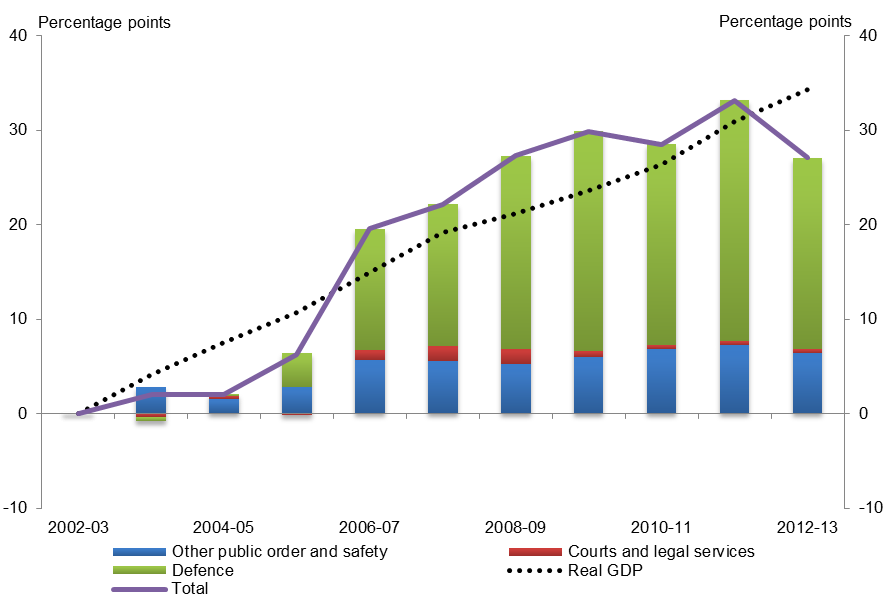 Percentage points Percentage points
40 40
30 30
20 20
10 10
0 0
-10 -10
2002-03 2004-05 2006-07 2008-09 2010-11 2012-13
Other public order and safety Courts and legal services
Defence Real GDP
Total